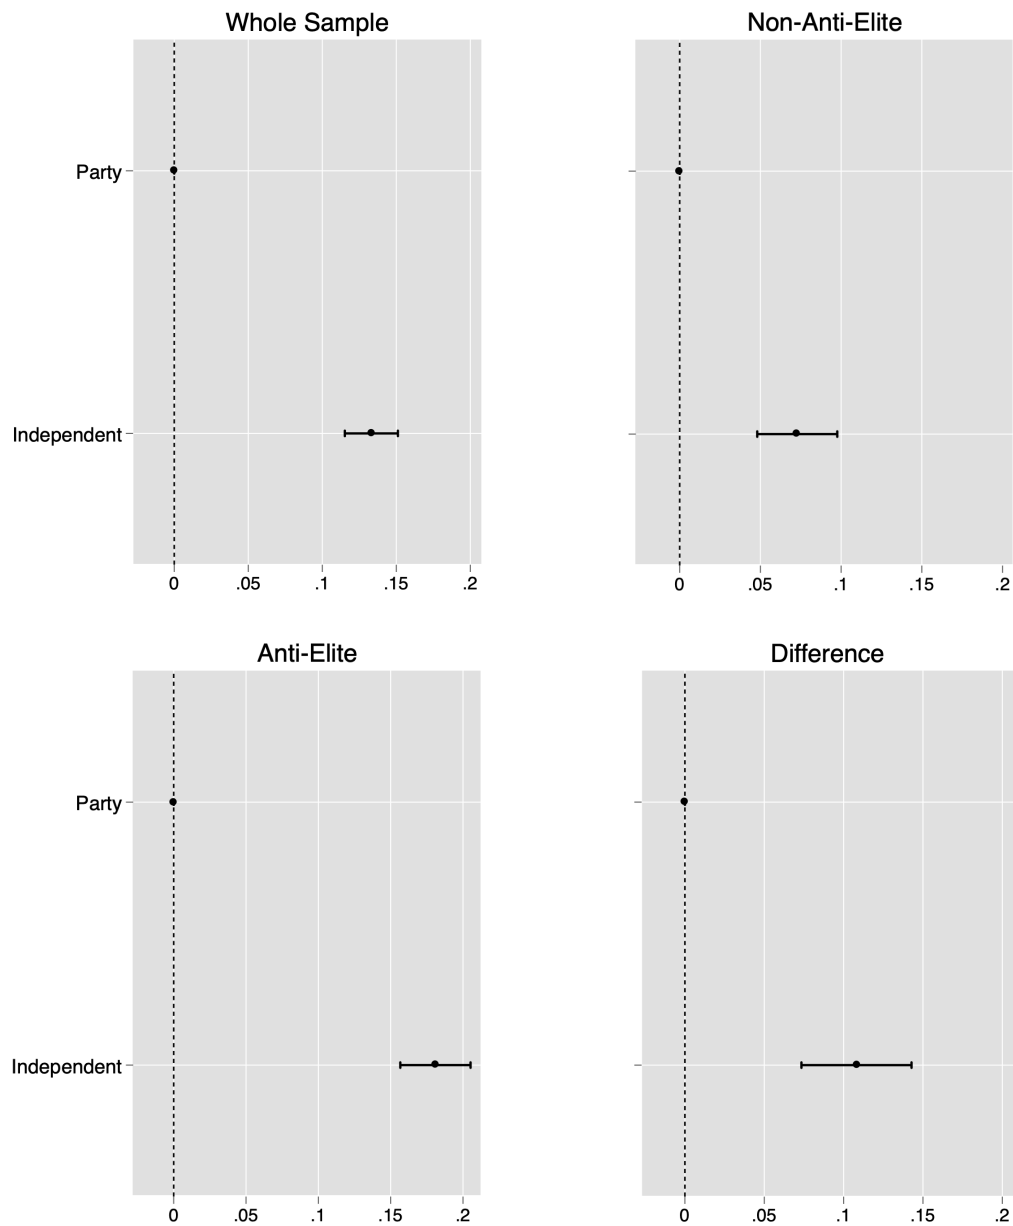 Whole Sample
Non-Anti-Elite
Party
Independent
0 .05 .1 .15 .2
0 .05 .1 .15 .2
Anti-Elite
Difference
Party
Independent
0 .05 .1 .15 .2
0 .05 .1 .15 .2